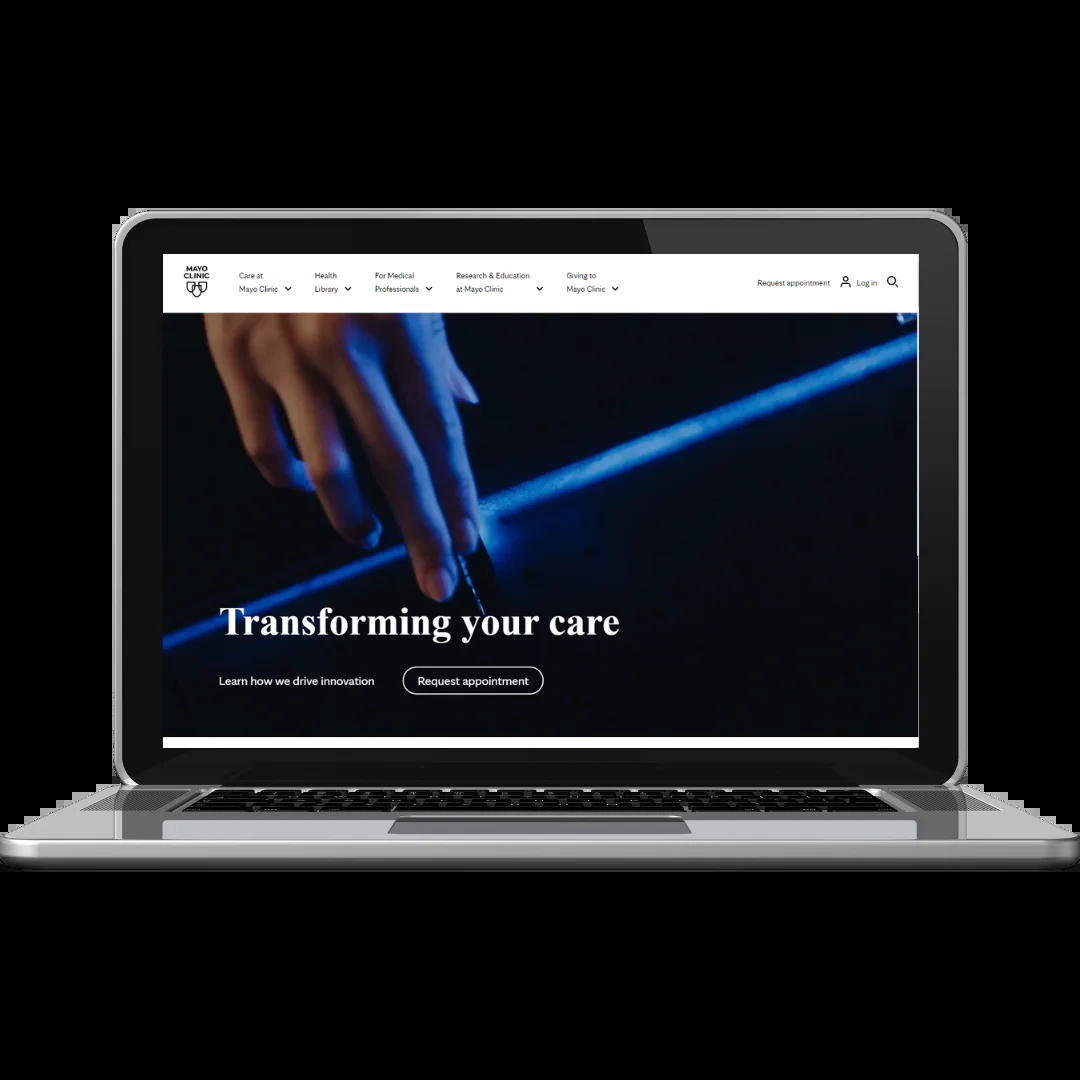 MAYO
CLINIC
Care at
Mayo Clinic
Health
Library
For Medical
Professionals
Research & Education
at Mayo Clinic
Giving to
Mayo Clinic
Request appointment
Log in
Transforming your care
Learn how we drive innovation
Request appointment